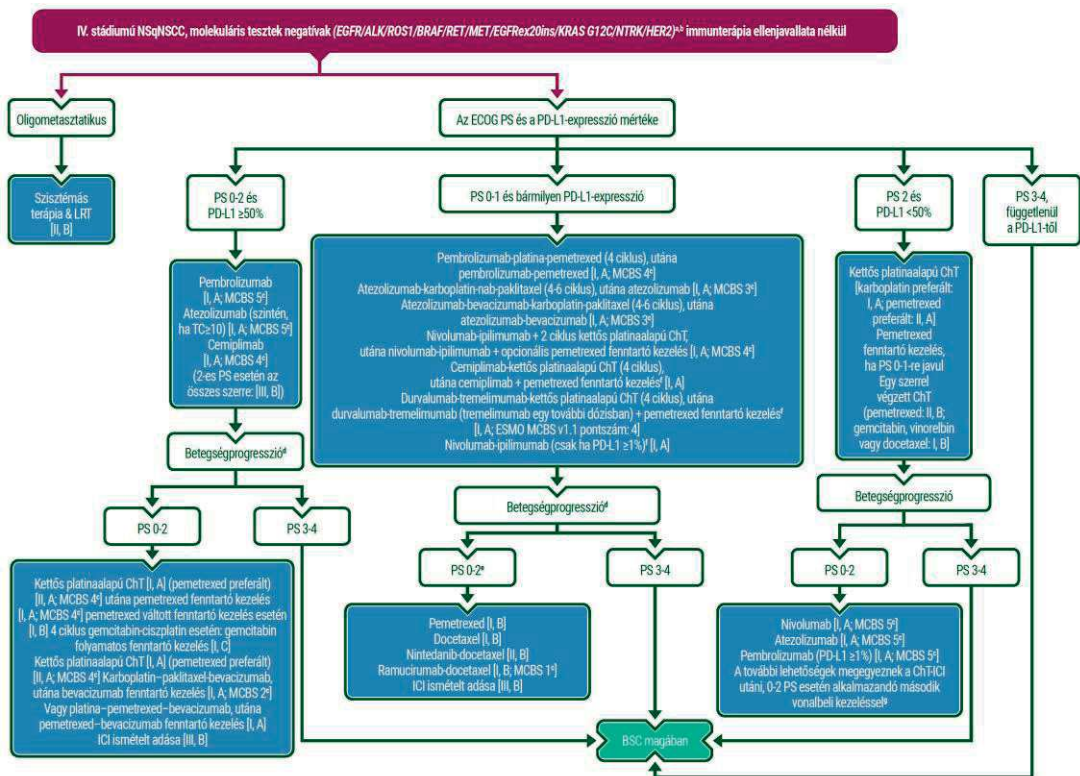 IV. stádiumú NSqNSCC, molekuláris tesztek negatívak (EGFR/ALK/ROS1/BRAF/RET/MET/EGFRex20ins/KRAS G12C/NTRK/HER2)a,b immunterápia ellenjavallata nélkül
Oligometasztatikus
Szisztémás
terápia & LRT
[II, B]
Az ECOG PS és a PD-L1-expresszió mértéke
PS 0-2 és
PD-L1 ≥50%
Pembrolizumab
[I, A; MCBS 5c]
Atezolizumab (szintén,
ha TC≥10) [I, A; MCBS 5c]
Cemiplimab
[I, A; MCBS 4c]
(2-es PS esetén az
összes szerre: [III, B])
Betegségprogressziód
PS 0-2
PS 3-4
Kettős platinaalapú ChT [I, A] (pemetrexed preferált)
[II, A; MCBS 4c] utána pemetrexed fenntartó kezelés
[I, A; MCBS 4c] pemetrexed váltott fenntartó kezelés esetén
[I, B] 4 ciklus gemcitabin-ciszplatin esetén: gemcitabin
folyamatos fenntartó kezelés [I, C]
Kettős platinaalapú ChT [I, A] (pemetrexed preferált)
[II, A; MCBS 4c] Karboplatin–paklitaxel-bevacizumab,
utána bevacizumab fenntartó kezelés [I, A; MCBS 2c]
Vagy platina–pemetrexed–bevacizumab, utána
pemetrexed–bevacizumab fenntartó kezelés [I, A]
ICI ismételt adása [III, B]
PS 0-1 és bármilyen PD-L1-expresszió
Pembrolizumab-platina-pemetrexed (4 ciklus), utána
pembrolizumab-pemetrexed [I, A; MCBS 4c]
Atezolizumab-karboplatin-nab-paklitaxel (4-6 ciklus), utána atezolizumab [I, A; MCBS 3c]
Atezolizumab-bevacizumab-karboplatin-paklitaxel (4-6 ciklus), utána
atezolizumab-bevacizumab [I, A; MCBS 3c]
Nivolumab-ipilimumab + 2 ciklus kettős platinaalapú ChT,
utána nivolumab-ipilimumab + opcionális pemetrexed fenntartó kezelés [I, A; MCBS 4c]
Cemiplimab-kettős platinaalapú ChT (4 ciklus),
utána cemiplimab + pemetrexed fenntartó kezelésf [I, A]
Durvalumab-tremelimumab-kettős platinaalapú ChT (4 ciklus), utána
durvalumab-tremelimumab (tremelimumab egy további dózisban) + pemetrexed fenntartó kezelésf
[I, A; ESMO MCBS v1.1 pontszám: 4]
Nivolumab-ipilimumab (csak ha PD-L1 ≥1%)f [I, A]
Betegségprogressziód
PS 0-2e
PS 3-4
Pemetrexed [I, B]
Docetaxel [I, B]
Nintedanib-docetaxel [II, B]
Ramucirumab-docetaxel [I, B; MCBS 1c]
ICI ismételt adása [III, B]
PS 2 és
PD-L1 <50%
Kettős platinaalapú ChT
[karboplatin preferált:
I, A; pemetrexed
preferált: II, A]
Pemetrexed
fenntartó kezelés,
ha PS 0-1-re javul
Egy szerrel
végzett ChT
(pemetrexed: II, B;
gemcitabin, vinorelbin
vagy docetaxel: I, B]
Betegségprogresszió
PS 0-2
PS 3-4
Nivolumab [I, A; MCBS 5c]
Atezolizumab [I, A; MCBS 5c]
Pembrolizumab (PD-L1 ≥1%) [I, A; MCBS 5c]
A további lehetőségek megegyeznek a ChT-ICI
utáni, 0-2 PS esetén alkalmazandó második
vonalbeli kezeléssel
PS 3-4,
függetlenül
a PD-L1-től
BSC magában